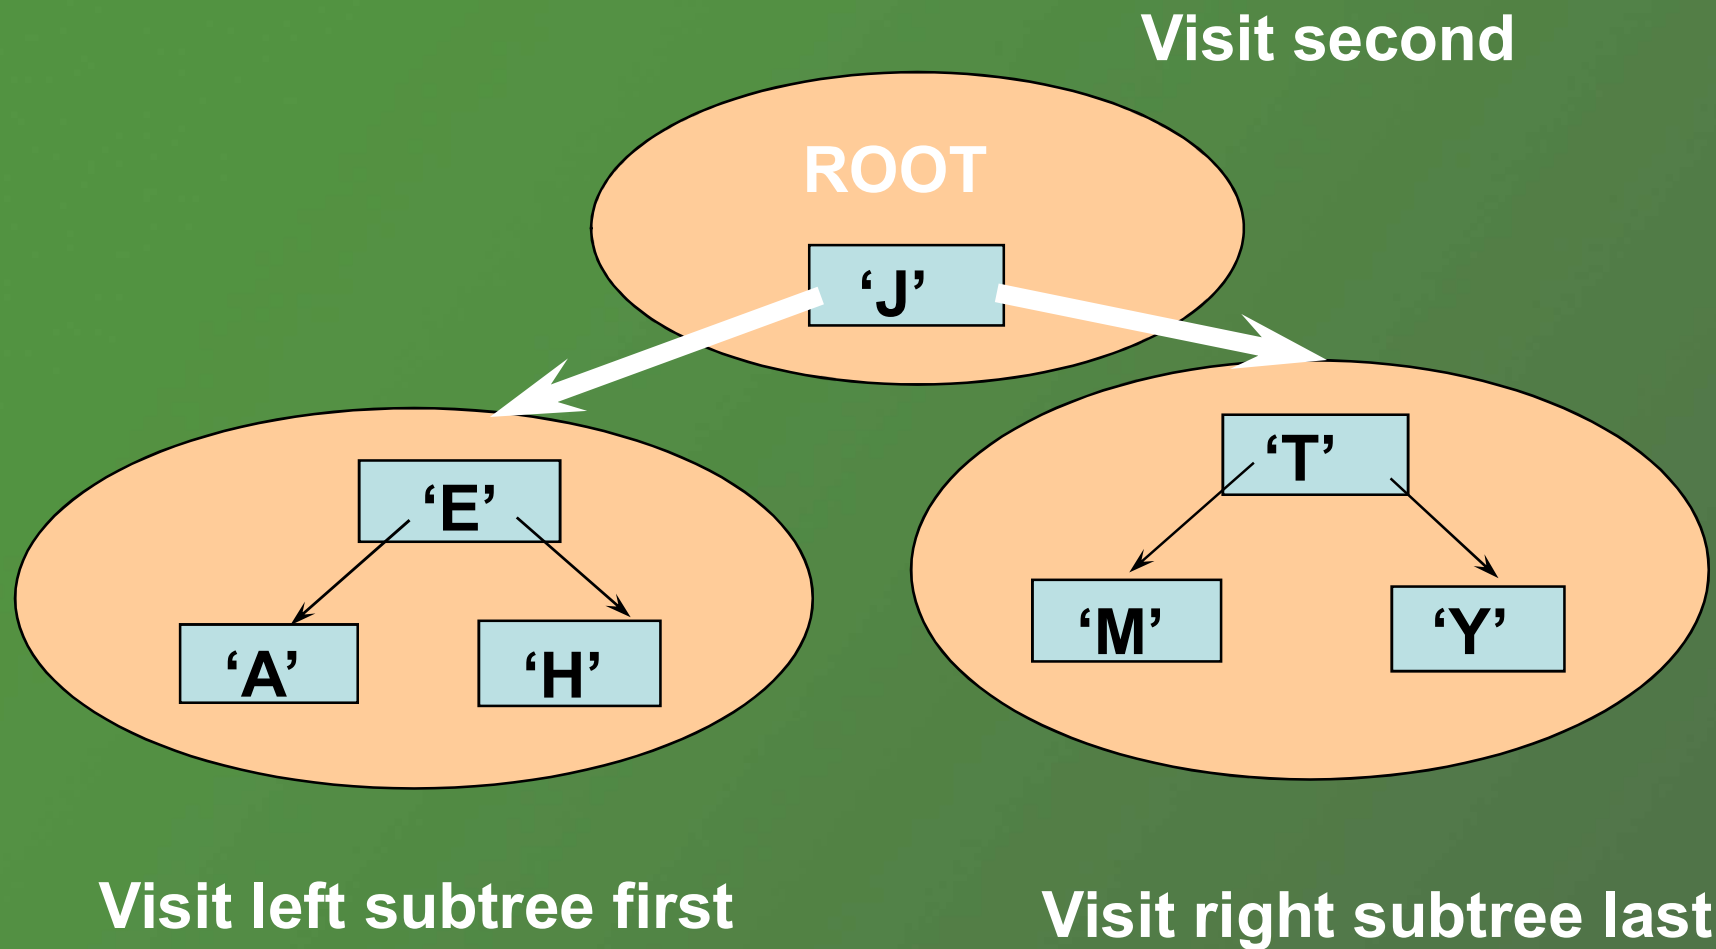 Visit second
ROOT
‘J’
‘E’
‘T’
‘A’
‘H’
‘M’
‘Y’
Visit left subtree first
Visit right subtree last